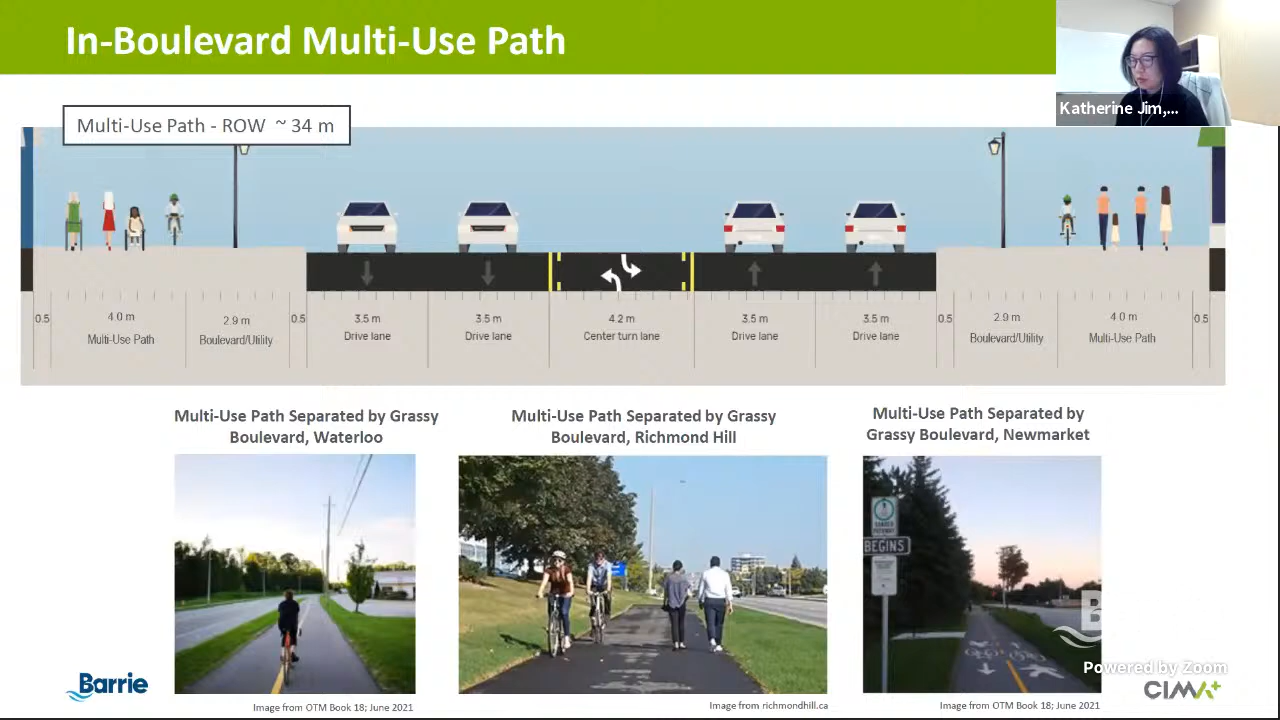 In-Boulevard Multi-Use Path
Katherine Jim,...
Multi-Use Path - ROW ~ 34 m
0.5
4.0 m
Multi-Use Path
2.9 m
Boulevard/Utility
0.5
3.5 m
Drive lane
3.5 m
Drive lane
4.2 m
Center turn lane
3.5 m
Drive lane
3.5 m
Drive lane
0.5
2.9 m
Boulevard/Utility
4.0 m
Multi-Use Path
0.5
Multi-Use Path Separated by Grassy
Boulevard, Waterloo
Multi-Use Path Separated by Grassy
Boulevard, Richmond Hill
Multi-Use Path Separated by
Grassy Boulevard, Newmarket
BEGINS
B
Powered by Zoom
Barrie
CIMA+
Image from OTM Book 18; June 2021
Image from richmondhill.ca
Image from OTM Book 18; June 2021